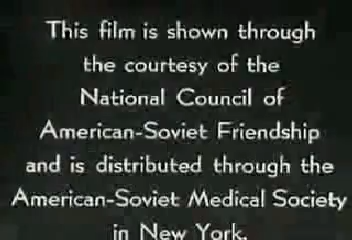 This film is shown through
the courtesy of the
National Council of
American-Soviet Friendship
and is distributed through the
American-Soviet Medical Society
in New York.